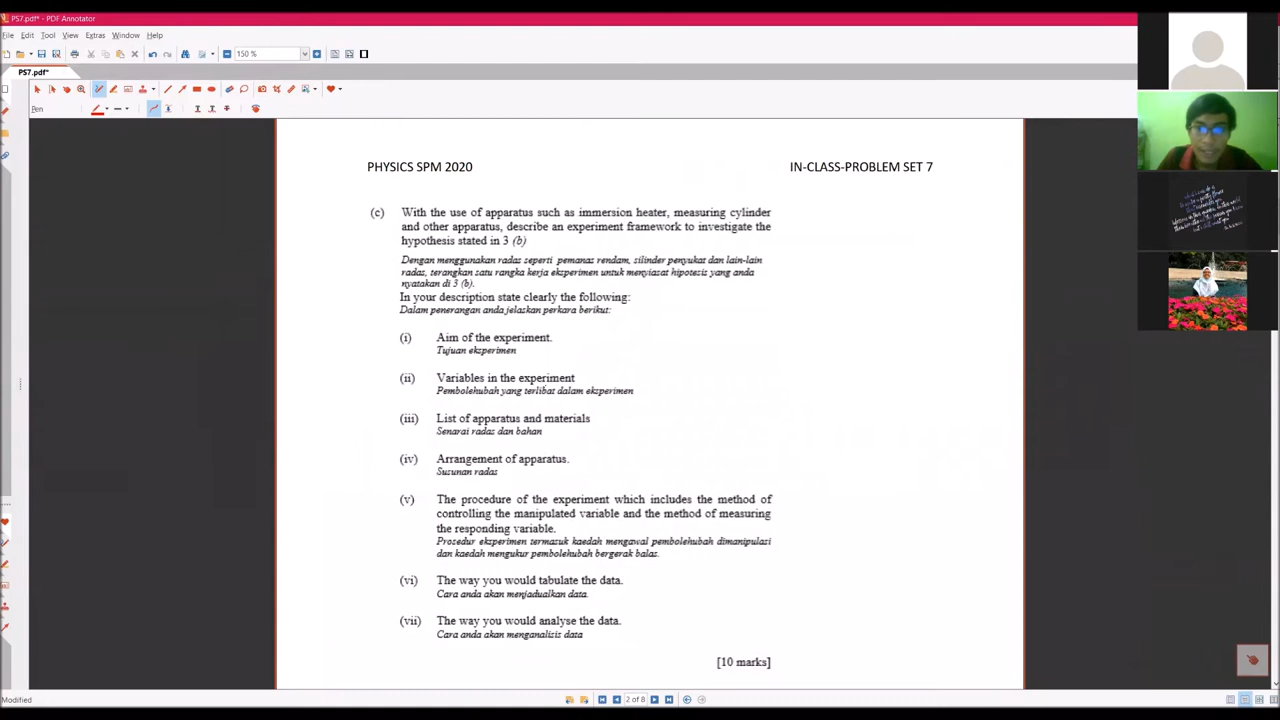 PS7.pdf* - PDF Annotator
File Edit Tool View Extras Window Help
150 %
PS7.pdf*
Pen
PHYSICS SPM 2020
IN-CLASS-PROBLEM SET 7
(c) With the use of apparatus such as immersion heater, measuring cylinder
and other apparatus, describe an experiment framework to investigate the
hypothesis stated in 3 (b)
Dengan menggunakan radas seperti pemanas rendam, silinder penyukat dan lain-lain
radas, terangkan satu rangka kerja eksperimen untuk menyiasat hipotesis yang anda
nyatakan di 3 (b).
In your description state clearly the following:
Dalam penerangan anda jelaskan perkara berikut:
(i) Aim of the experiment.
Tujuan eksperimen
(ii) Variables in the experiment
Pembolehubah yang terlibat dalam eksperimen
(iii) List of apparatus and materials
Senarai radas dan bahan
(iv) Arrangement of apparatus.
Susunan radas
(v) The procedure of the experiment which includes the method of
controlling the manipulated variable and the method of measuring
the responding variable.
Prosedur eksperimen termasuk kaedah mengawal pembolehubah dimanipulasi
dan kaedah mengukur pembolehubah bergerak balas.
(vi) The way you would tabulate the data.
Cara anda akan menjadualkan data.
(vii) The way you would analyse the data.
Cara anda akan menganalisis data
[10 marks]
Modified
2 of 8